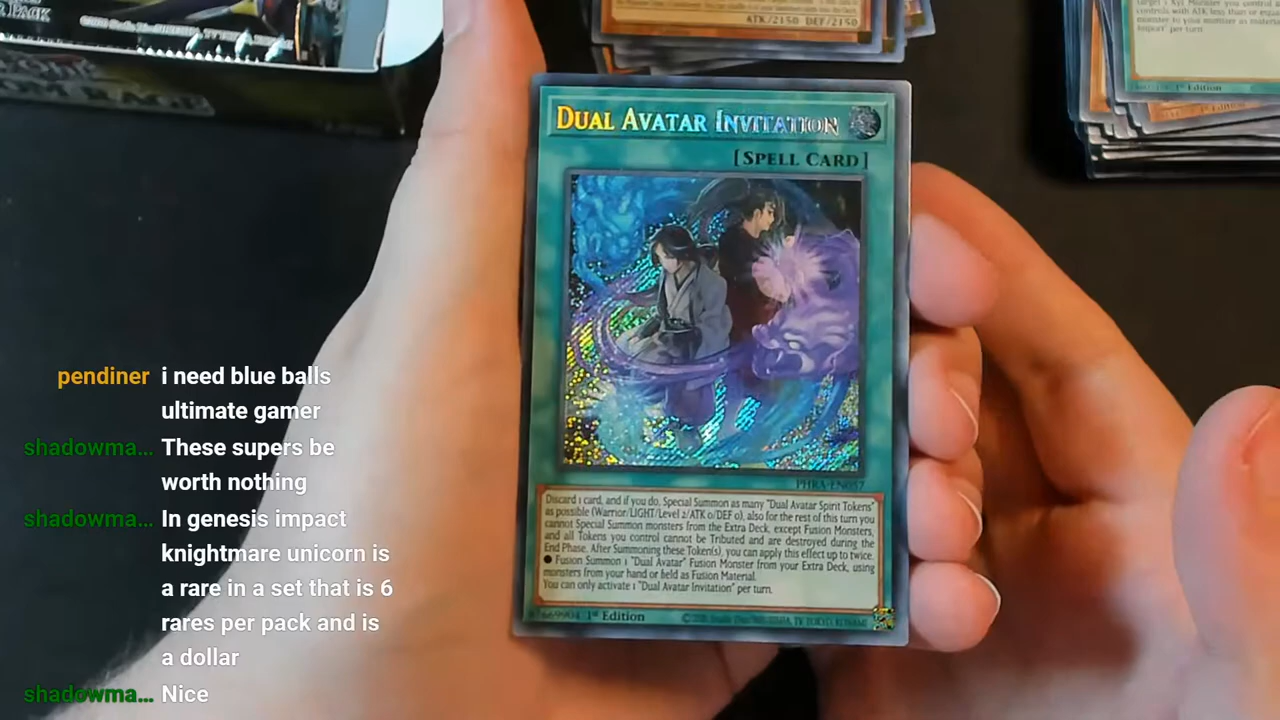 R PACK
ATK/2150 DEF/2150
1st Edition
DUAL AVATAR INVITATION
[SPELL CARD]
PHRA-EN057
Discard 1 card, and if you do, Special Summon as many "Dual Avatar Spirit Tokens"
as possible (Warrior/LIGHT/Level 2/ATK 0/DEF 0), also for the rest of this turn you
cannot Special Summon monsters from the Extra Deck, except Fusion Monsters,
and all Tokens you control cannot be Tributed and are destroyed during the
End Phase. After Summoning these Token(s), you can apply this effect up to twice.
● Fusion Summon 1 "Dual Avatar" Fusion Monster from your Extra Deck, using
monsters from your hand or field as Fusion Material.
You can only activate 1 "Dual Avatar Invitation" per turn.
1st Edition
pendiner i need blue balls
ultimate gamer
shadowma... These supers be
worth nothing
shadowma... In genesis impact
knightmare unicorn is
a rare in a set that is 6
rares per pack and is
a dollar
shadowma... Nice